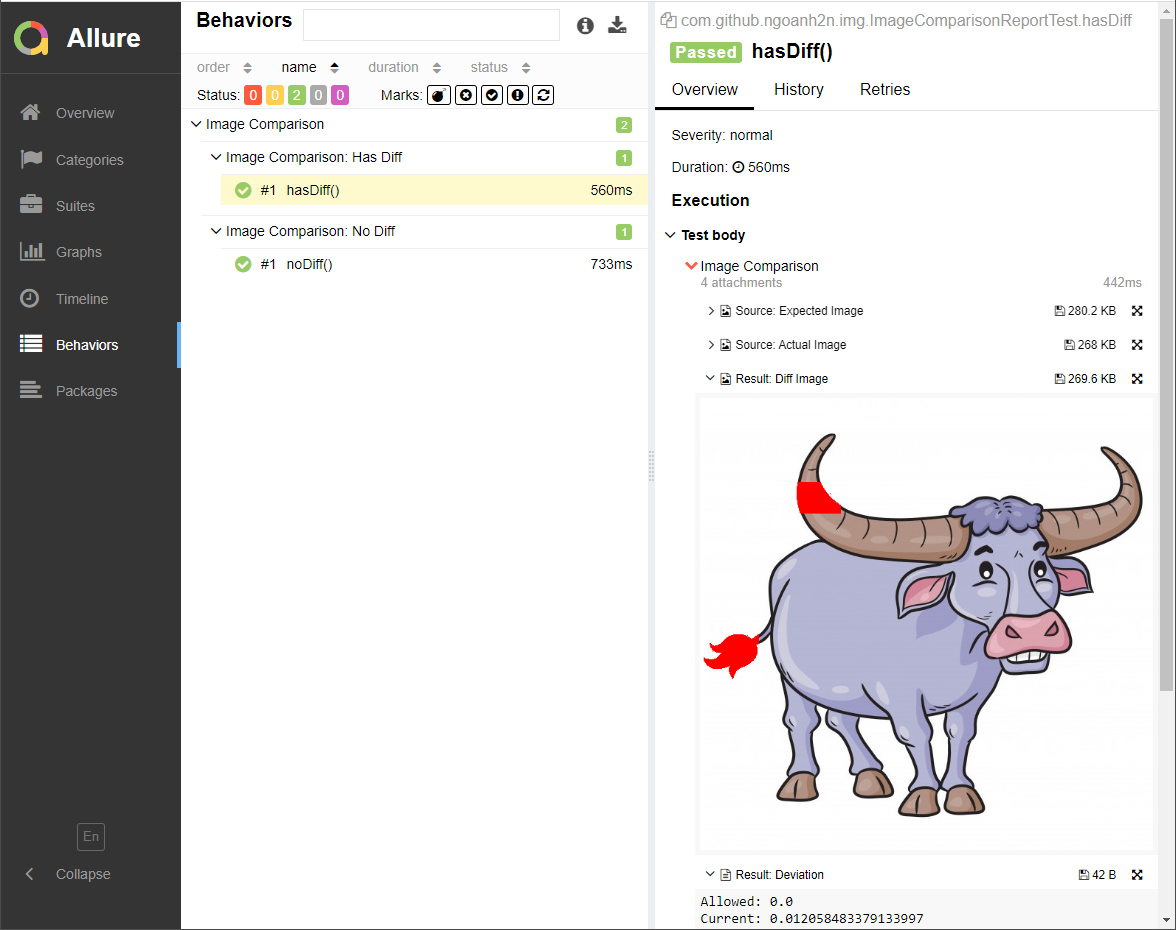 Allure
Overview
Categories
Suites
Graphs
Timeline
Behaviors
Packages
En
Collapse
Behaviors
order name duration status
Status: 0 0 2 0 0 Marks:
Image Comparison 2
Image Comparison: Has Diff 1
#1 hasDiff() 560ms
Image Comparison: No Diff 1
#1 noDiff() 733ms
com.github.ngoanh2n.img.ImageComparisonReportTest.hasDiff
Passed hasDiff()
Overview History Retries
Severity: normal
Duration: 560ms
Execution
Test body
Image Comparison
4 attachments 442ms
Source: Expected Image 280.2 KB
Source: Actual Image 268 KB
Result: Diff Image 269.6 KB
Result: Deviation 42 B
Allowed: 0.0
Current: 0.012058483379133997